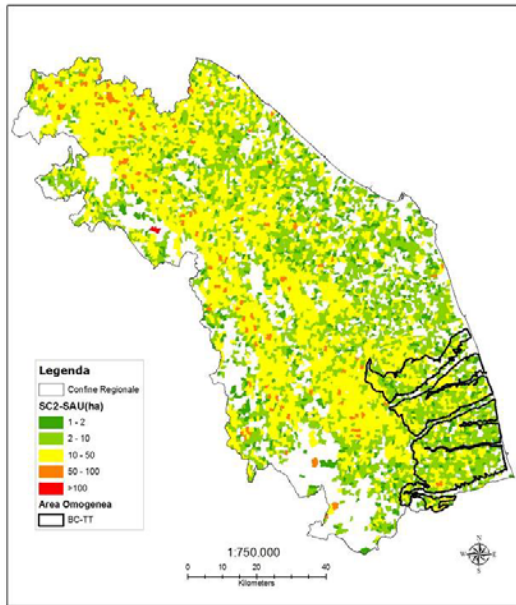 Legenda
Confine Regionale
SC2-SAU(ha)
1 - 2
2 - 10
10 - 50
50 - 100
>100
Area Omogenea
BC-TT
1:750.000
0 10 20 40
Kilometers
N
W E
S